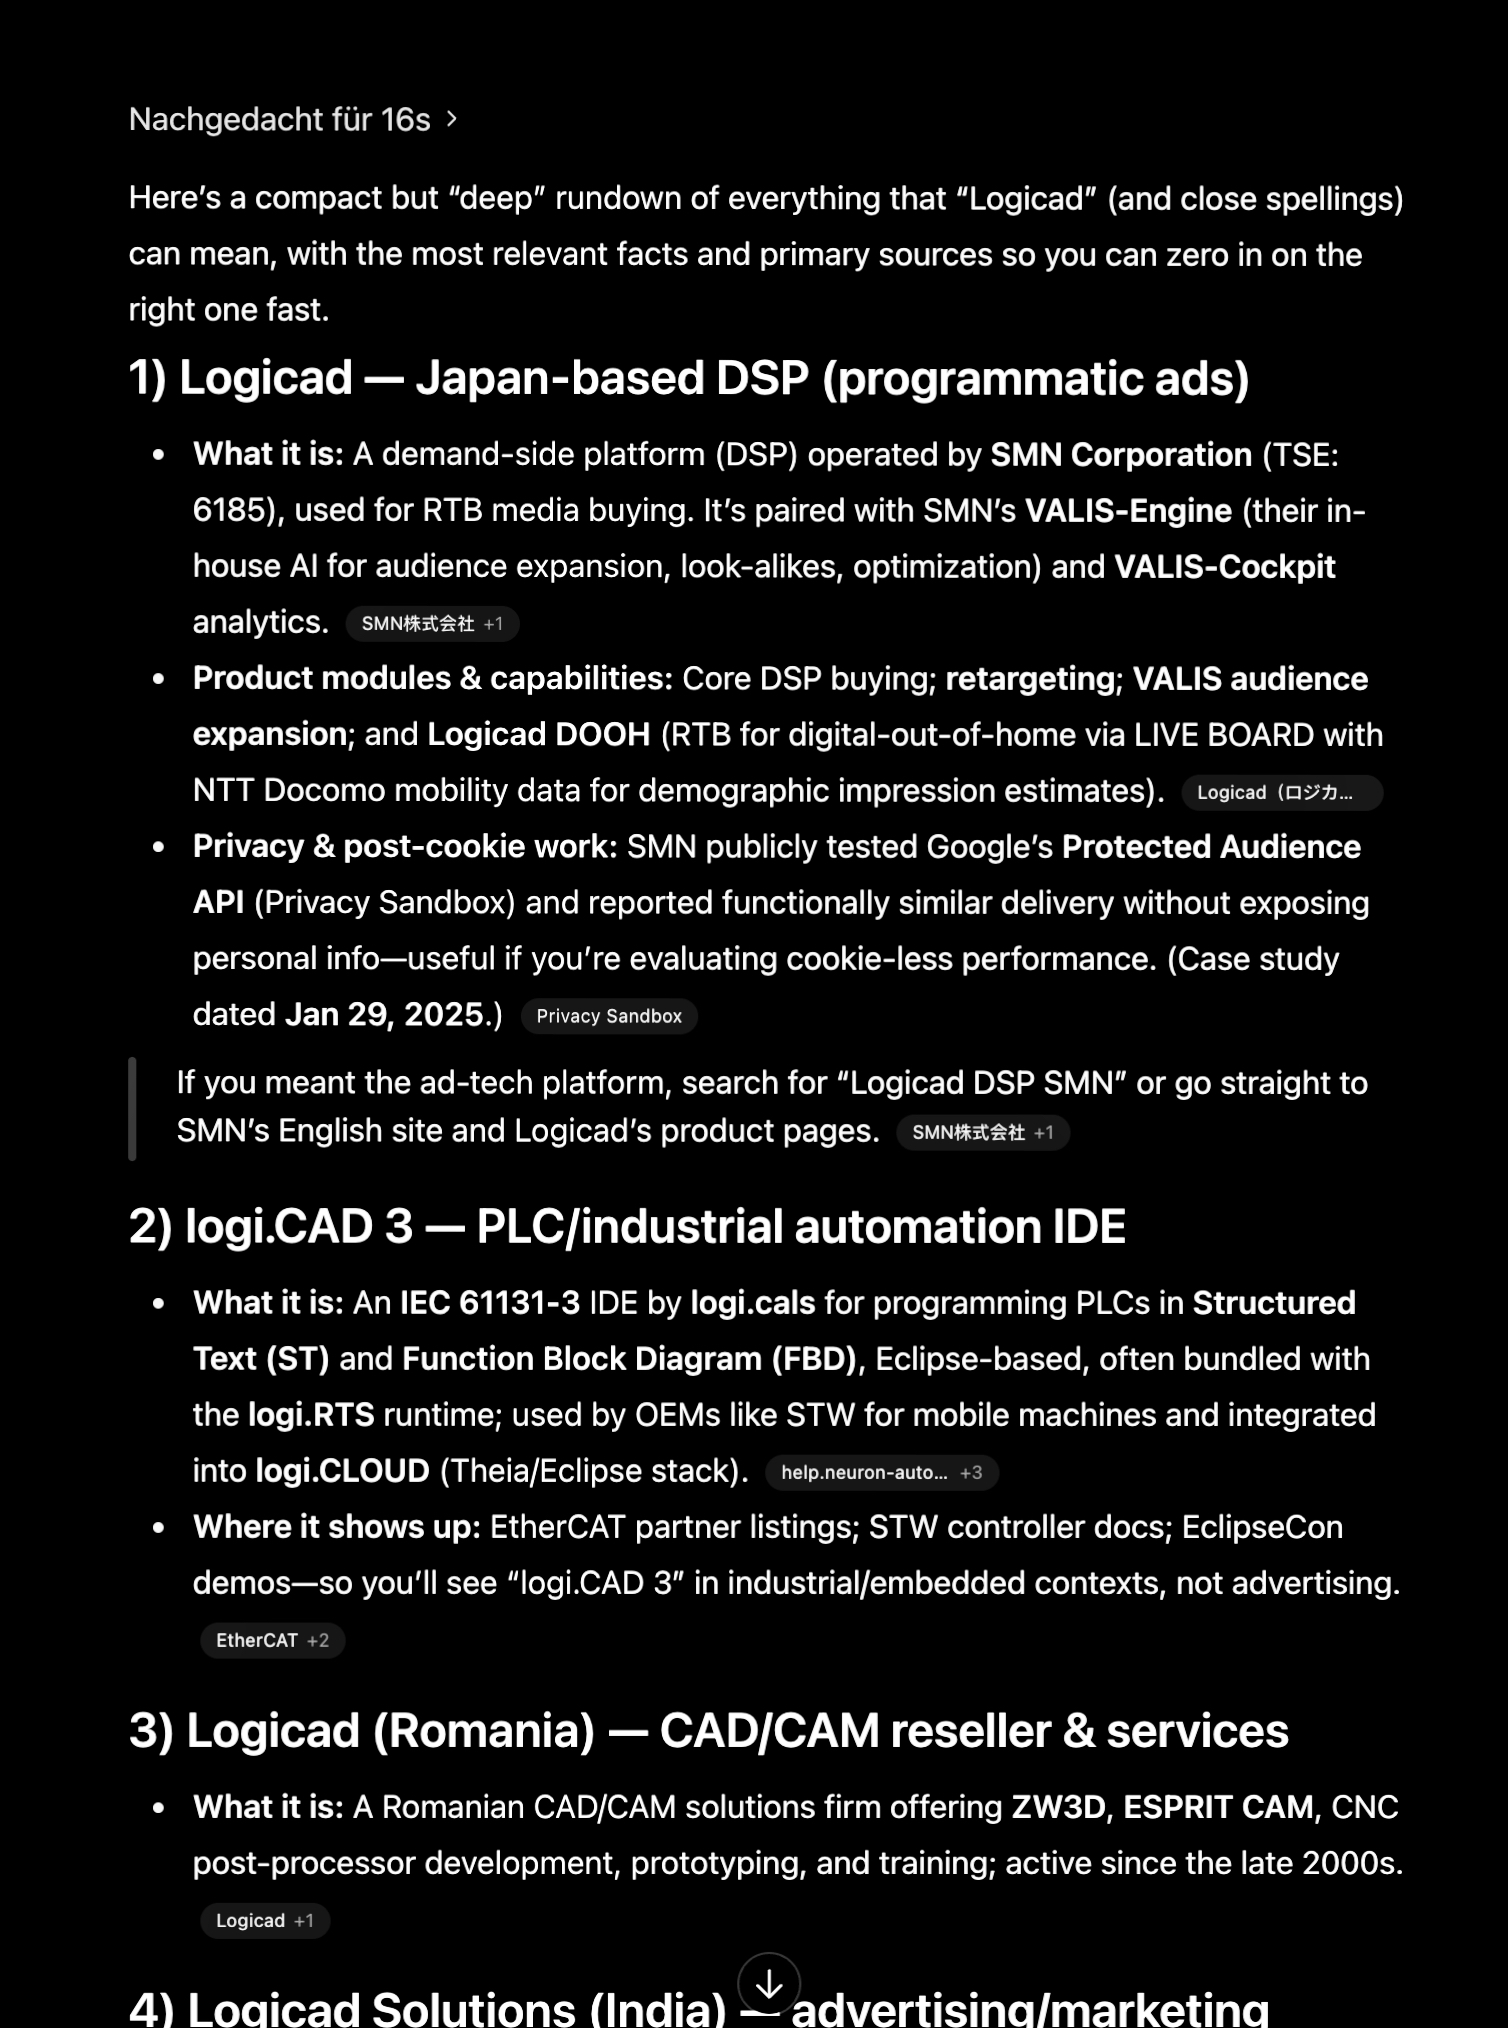 Nachgedacht für 16s >
Here’s a compact but “deep” rundown of everything that “Logicad” (and close spellings)
can mean, with the most relevant facts and primary sources so you can zero in on the
right one fast.
1) Logicad — Japan-based DSP (programmatic ads)
• What it is: A demand-side platform (DSP) operated by SMN Corporation (TSE:
6185), used for RTB media buying. It’s paired with SMN’s VALIS-Engine (their in-
house AI for audience expansion, look-alikes, optimization) and VALIS-Cockpit
analytics. SMN株式会社 +1
• Product modules & capabilities: Core DSP buying; retargeting; VALIS audience
expansion; and Logicad DOOH (RTB for digital-out-of-home via LIVE BOARD with
NTT Docomo mobility data for demographic impression estimates). Logicad（ロジカ...
• Privacy & post-cookie work: SMN publicly tested Google’s Protected Audience
API (Privacy Sandbox) and reported functionally similar delivery without exposing
personal info—useful if you’re evaluating cookie-less performance. (Case study
dated Jan 29, 2025.) Privacy Sandbox
If you meant the ad-tech platform, search for “Logicad DSP SMN” or go straight to
SMN’s English site and Logicad’s product pages. SMN株式会社 +1
2) logi.CAD 3 — PLC/industrial automation IDE
• What it is: An IEC 61131-3 IDE by logi.cals for programming PLCs in Structured
Text (ST) and Function Block Diagram (FBD), Eclipse-based, often bundled with
the logi.RTS runtime; used by OEMs like STW for mobile machines and integrated
into logi.CLOUD (Theia/Eclipse stack). help.neuron-auto... +3
• Where it shows up: EtherCAT partner listings; STW controller docs; EclipseCon
demos—so you’ll see “logi.CAD 3” in industrial/embedded contexts, not advertising.
EtherCAT +2
3) Logicad (Romania) — CAD/CAM reseller & services
• What it is: A Romanian CAD/CAM solutions firm offering ZW3D, ESPRIT CAM, CNC
post-processor development, prototyping, and training; active since the late 2000s.
Logicad +1
4) Logicad Solutions (India) — advertising/marketing